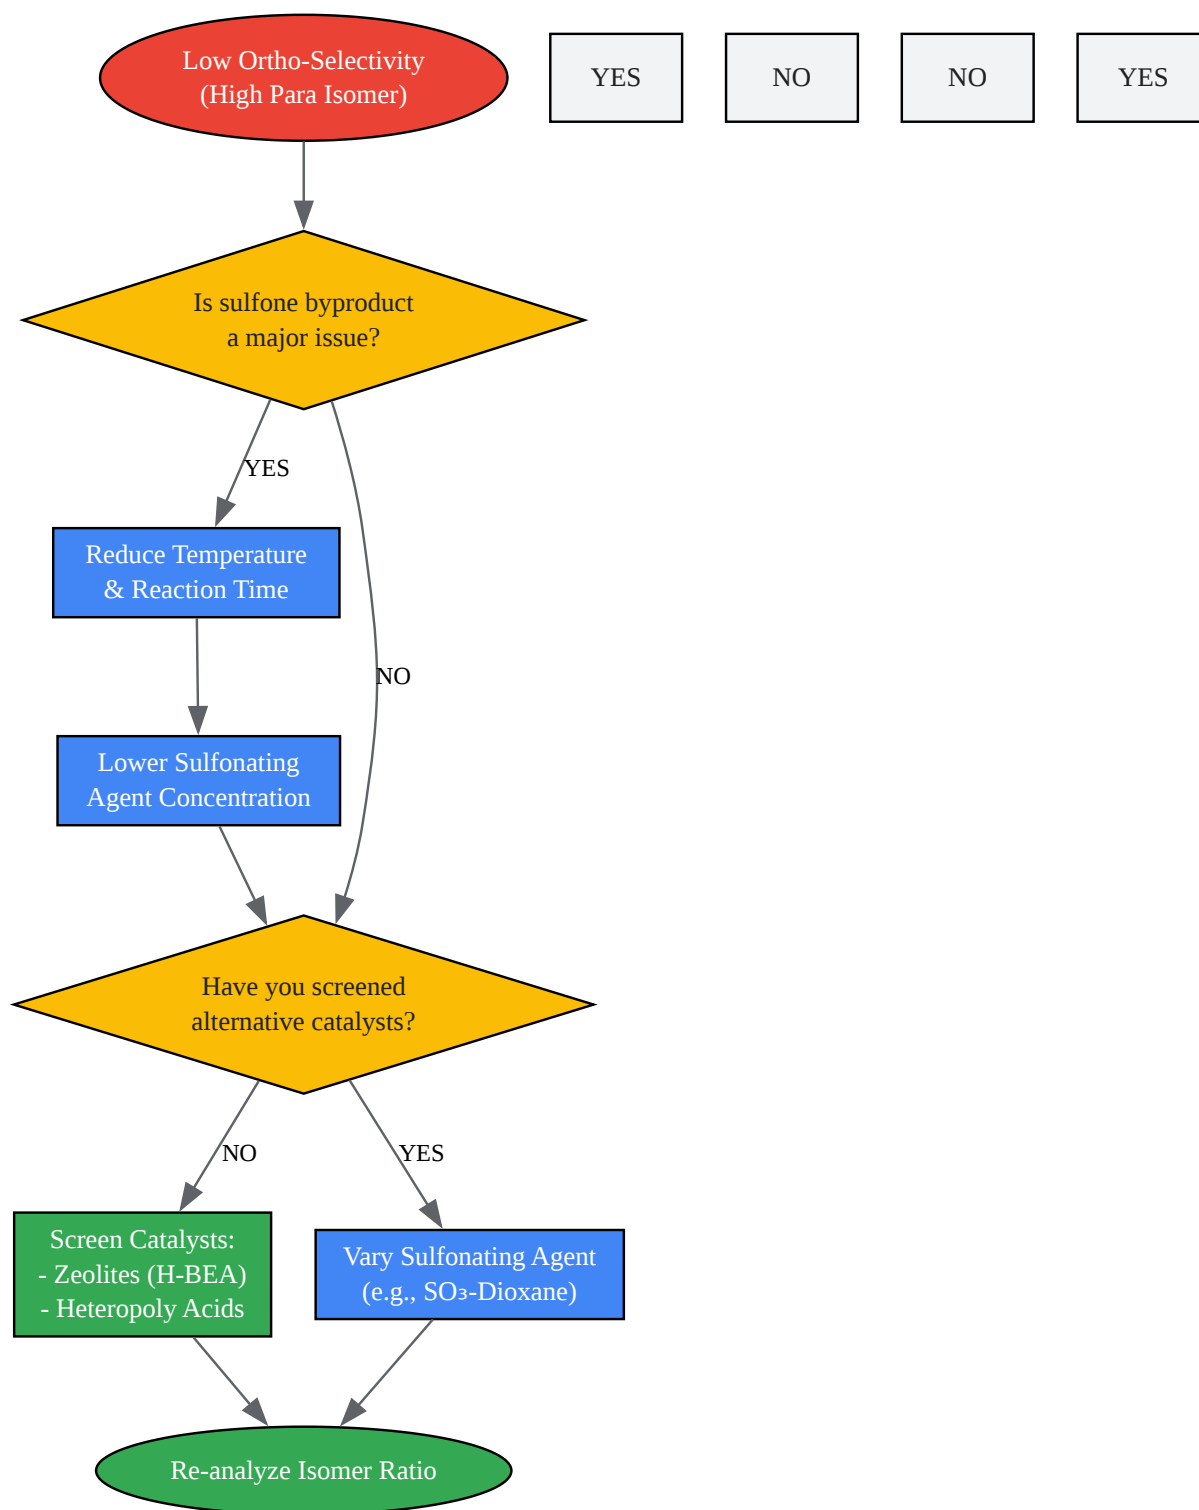 Low Ortho-Selectivity
(High Para Isomer)
YES
NO
NO
YES
Is sulfone byproduct
a major issue?
YES
Reduce Temperature
& Reaction Time
NO
Lower Sulfonating
Agent Concentration
Have you screened
alternative catalysts?
NO
YES
Screen Catalysts:
- Zeolites (H-BEA)
- Heteropoly Acids
Vary Sulfonating Agent
(e.g., SO₃-Dioxane)
Re-analyze Isomer Ratio